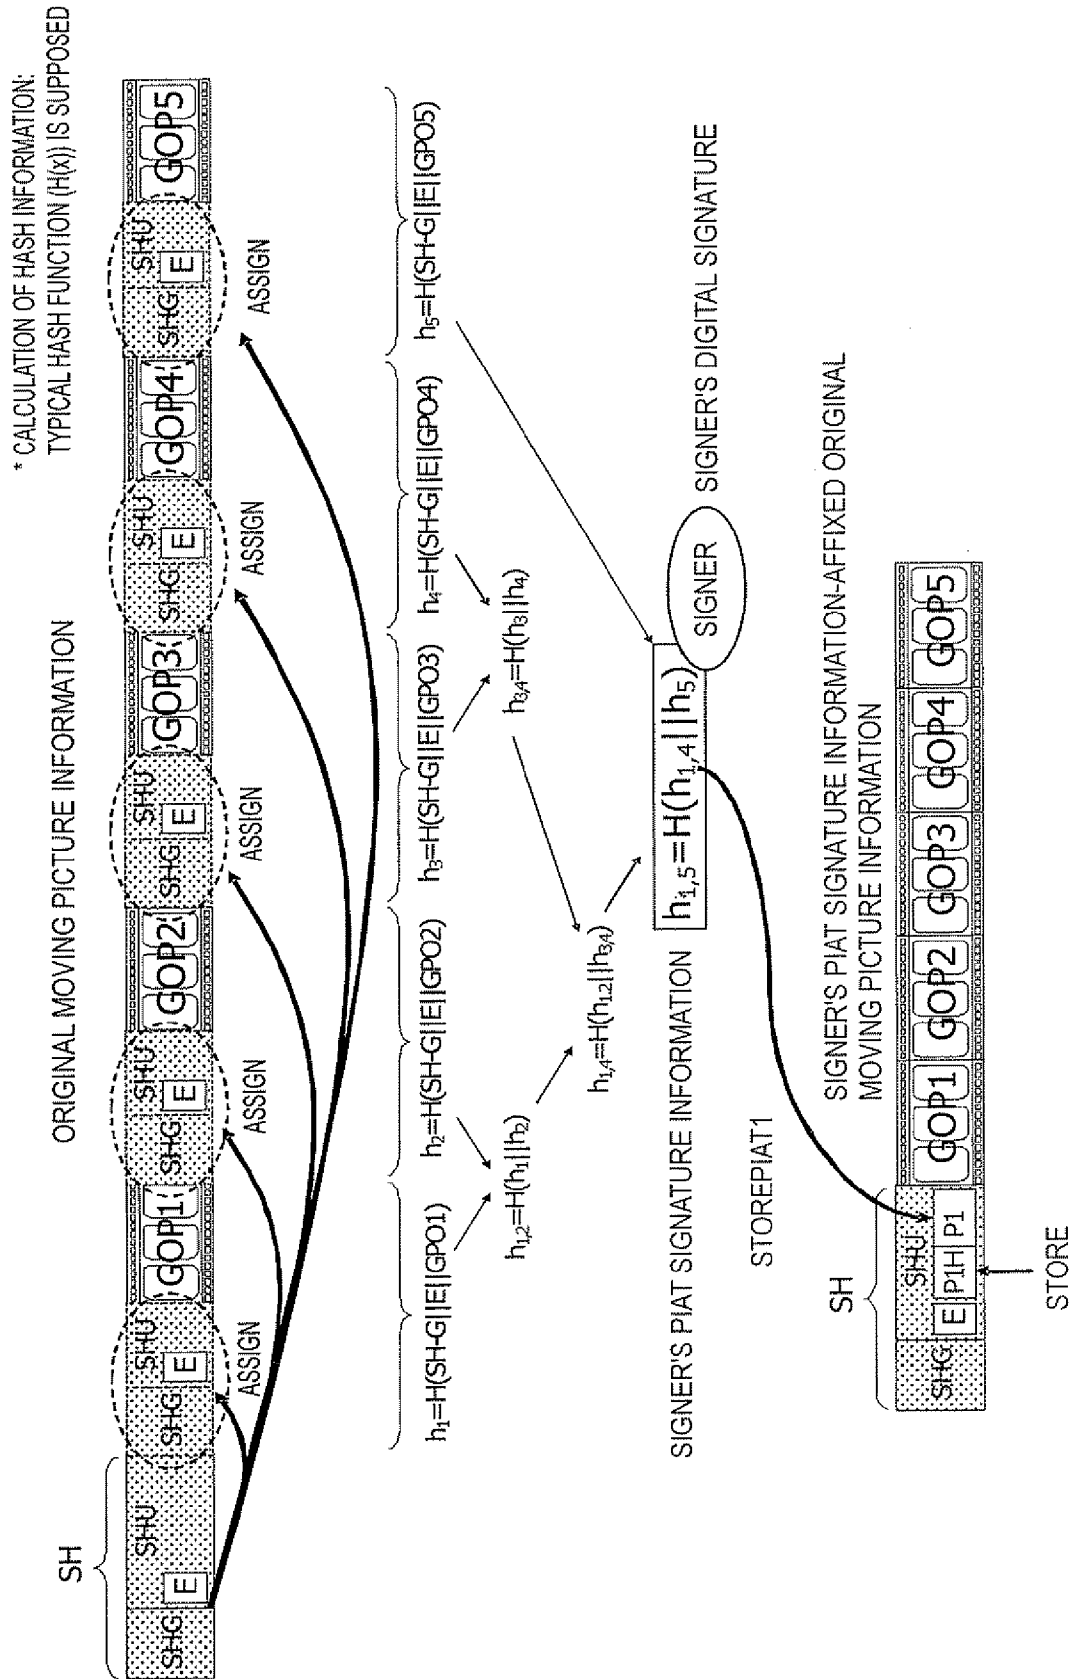 * CALCULATION OF HASH INFORMATION:
TYPICAL HASH FUNCTION (H(x)) IS SUPPOSED
ORIGINAL MOVING PICTURE INFORMATION
SH
SHG E SHU
SHG E SHU GOP1
SHG E SHU GOP2
SHG E SHU GOP3
SHG E SHU GOP4
SHG E SHU GOP5
ASSIGN
ASSIGN
ASSIGN
ASSIGN
ASSIGN
h1=H(SH-G||E||GPO1)
h2=H(SH-G||E||GPO2)
h3=H(SH-G||E||GPO3)
h4=H(SH-G||E||GPO4)
h5=H(SH-G||E||GPO5)
h1,2=H(h1||h2)
h3,4=H(h3||h4)
h1,4=H(h1,2||h3,4)
SIGNER'S PIAT SIGNATURE INFORMATION
h1,5=H(h1,4||h5)
SIGNER
SIGNER'S DIGITAL SIGNATURE
STOREPIAT1
SIGNER'S PIAT SIGNATURE INFORMATION-AFFIXED ORIGINAL
MOVING PICTURE INFORMATION
SH
SHG SHU
E P1H P1
GOP1 GOP2 GOP3 GOP4 GOP5
STORE